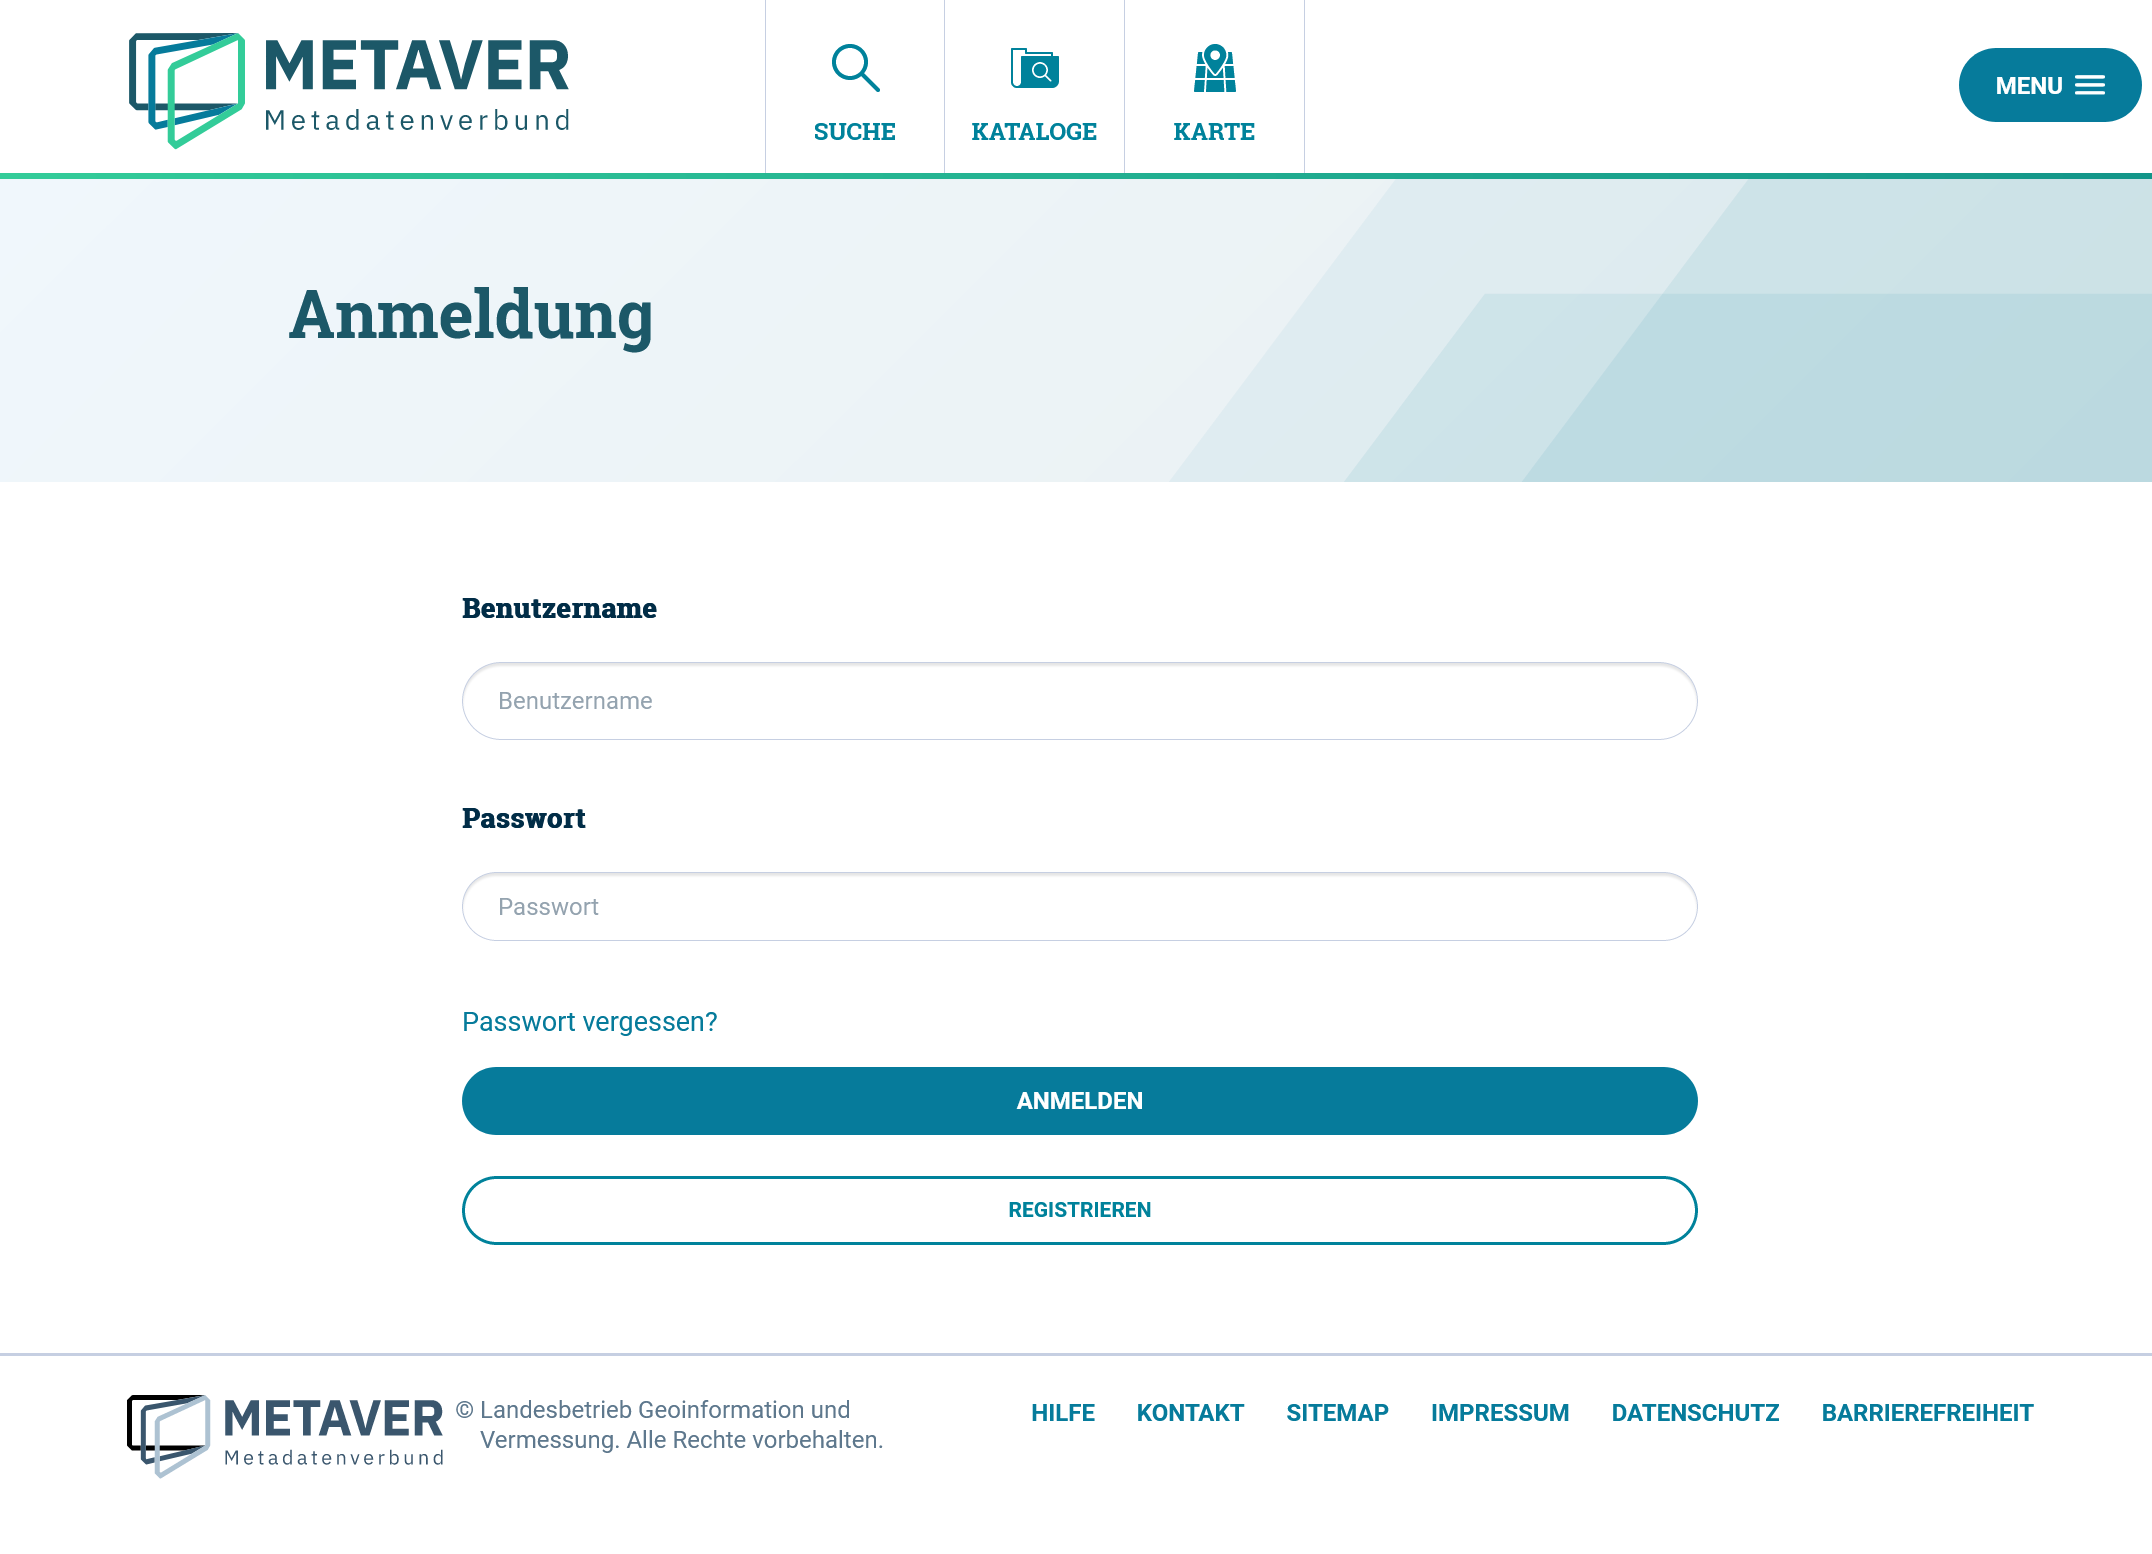 METAVER
Metadatenverbund
SUCHE
KATALOGE
KARTE
MENU
Anmeldung
Benutzername
Benutzername
Passwort
Passwort
Passwort vergessen?
ANMELDEN
REGISTRIEREN
METAVER
Metadatenverbund
© Landesbetrieb Geoinformation und
Vermessung. Alle Rechte vorbehalten.
HILFE KONTAKT SITEMAP IMPRESSUM DATENSCHUTZ BARRIEREFREIHEIT